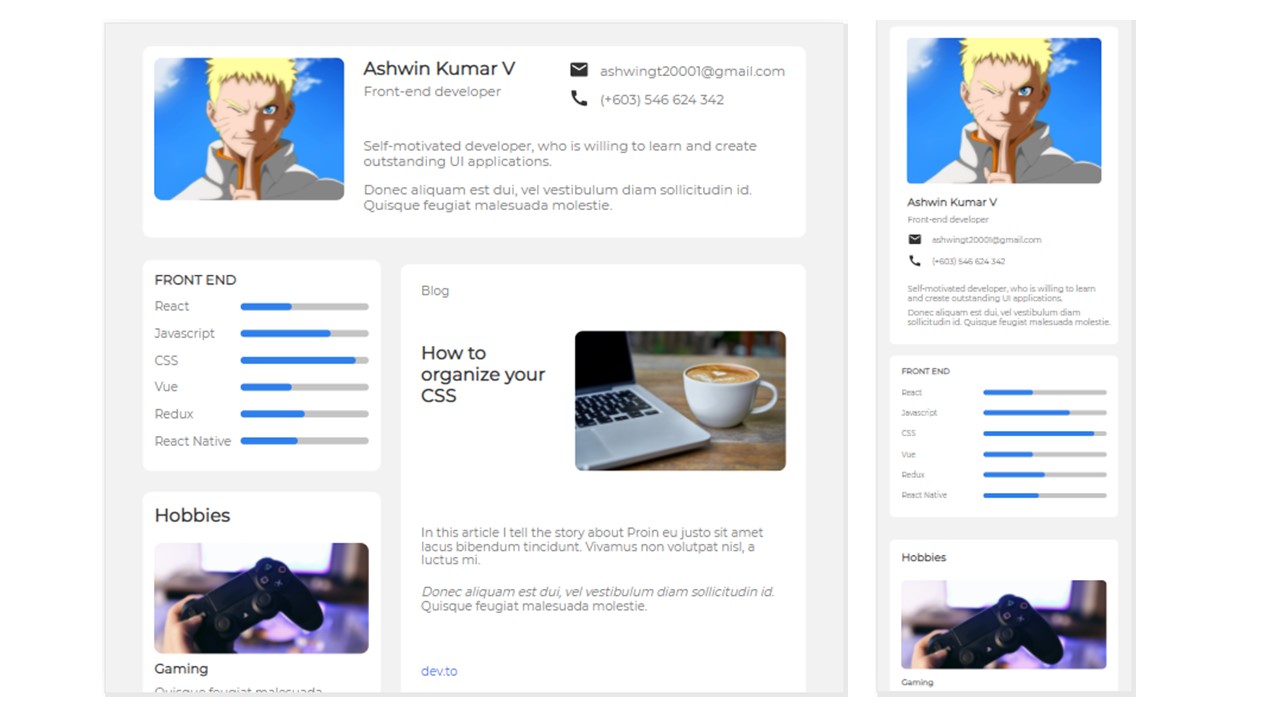 Ashwin Kumar V
Front-end developer
ashwingt20001@gmail.com
(+603) 546 624 342
Self-motivated developer, who is willing to learn and create
outstanding UI applications.
Donec aliquam est dui, vel vestibulum diam sollicitudin id.
Quisque feugiat malesuada molestie.
FRONT END
React
Javascript
CSS
Vue
Redux
React Native
Hobbies
Gaming
Quisque feugiat malesuada
Blog
How to
organize your
CSS
In this article I tell the story about Proin eu justo sit amet
lacus bibendum tincidunt. Vivamus non volutpat nisl, a
luctus mi.
Donec aliquam est dui, vel vestibulum diam sollicitudin id.
Quisque feugiat malesuada molestie.
dev.to
Ashwin Kumar V
Front-end developer
ashwingt20001@gmail.com
(+603) 546 624 342
Self-motivated developer, who is willing to learn
and create outstanding UI applications.
Donec aliquam est dui, vel vestibulum diam
sollicitudin id. Quisque feugiat malesuada molestie.
FRONT END
React
Javascript
CSS
Vue
Redux
React Native
Hobbies
Gaming